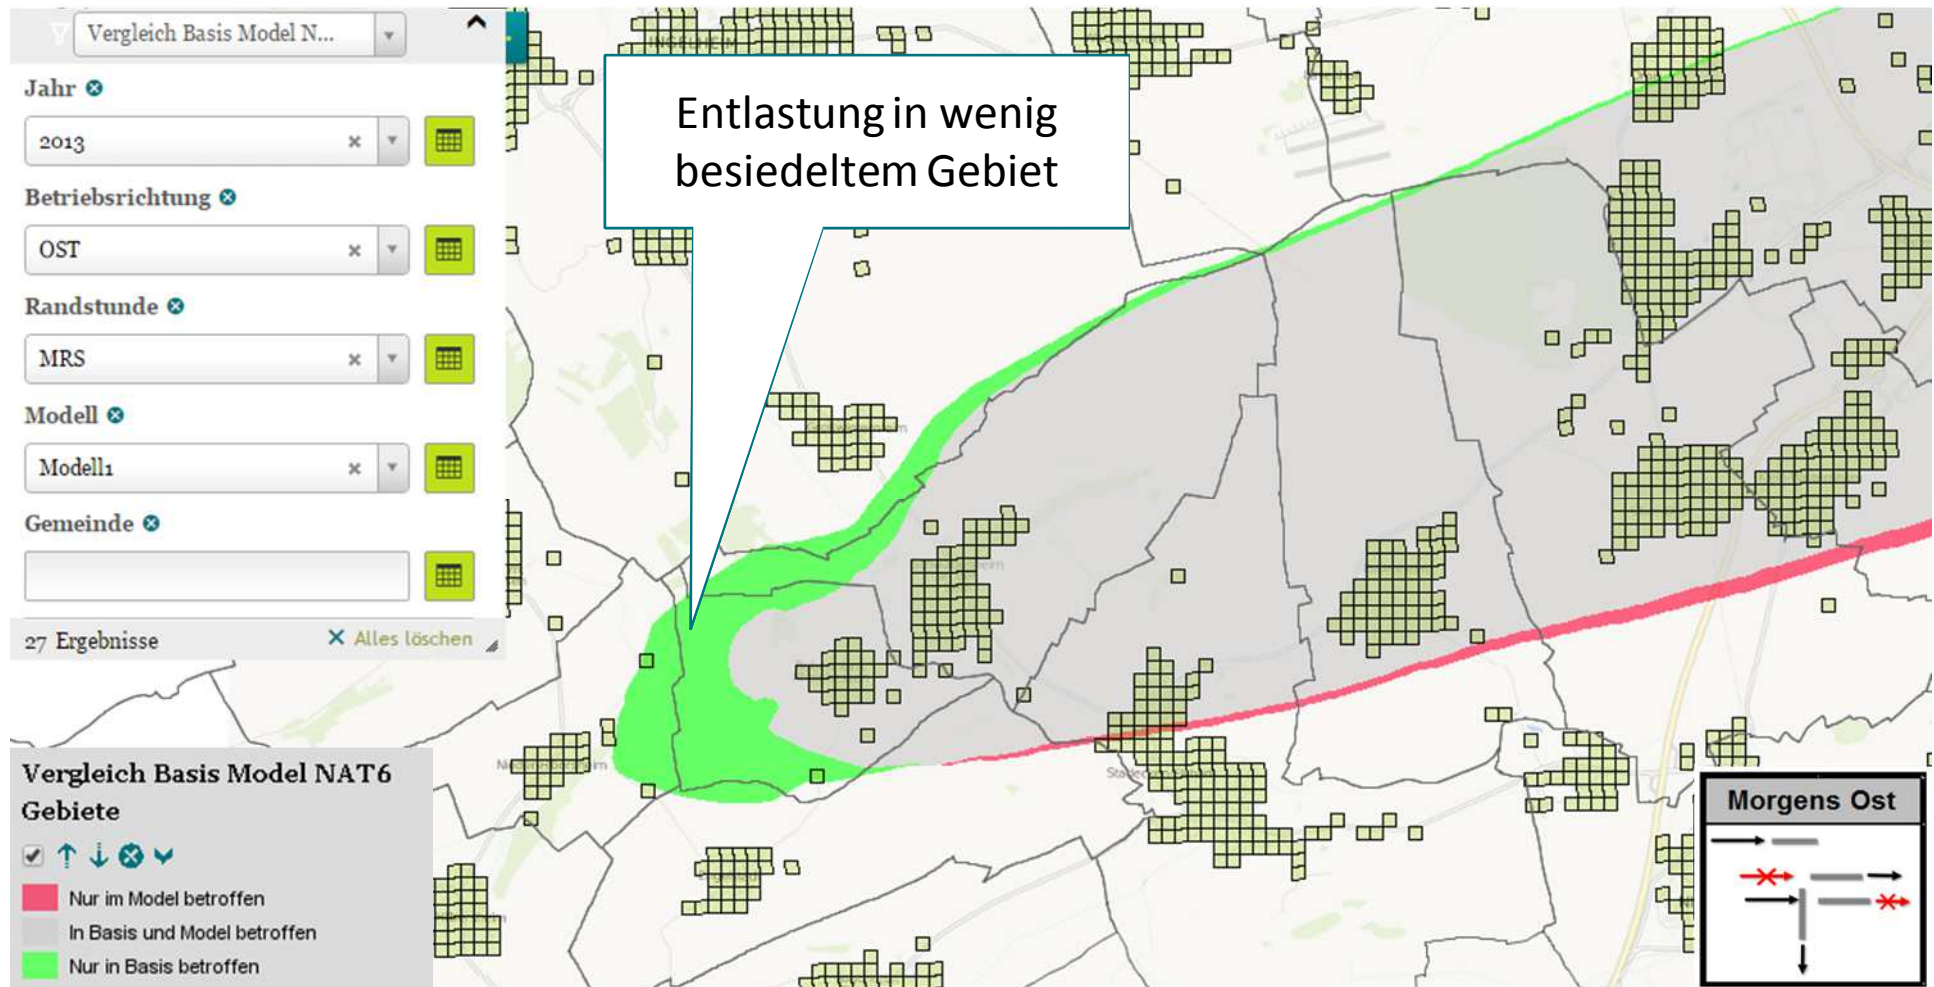 Vergleich Basis Model N...
Jahr
2013
Betriebsrichtung
OST
Randstunde
MRS
Modell
Modell1
Gemeinde
27 Ergebnisse
Alles löschen
Entlastung in wenig
besiedeltem Gebiet
INGELHEIM
Vergleich Basis Model NAT6
Gebiete
Nur im Model betroffen
In Basis und Model betroffen
Nur in Basis betroffen
Morgens Ost